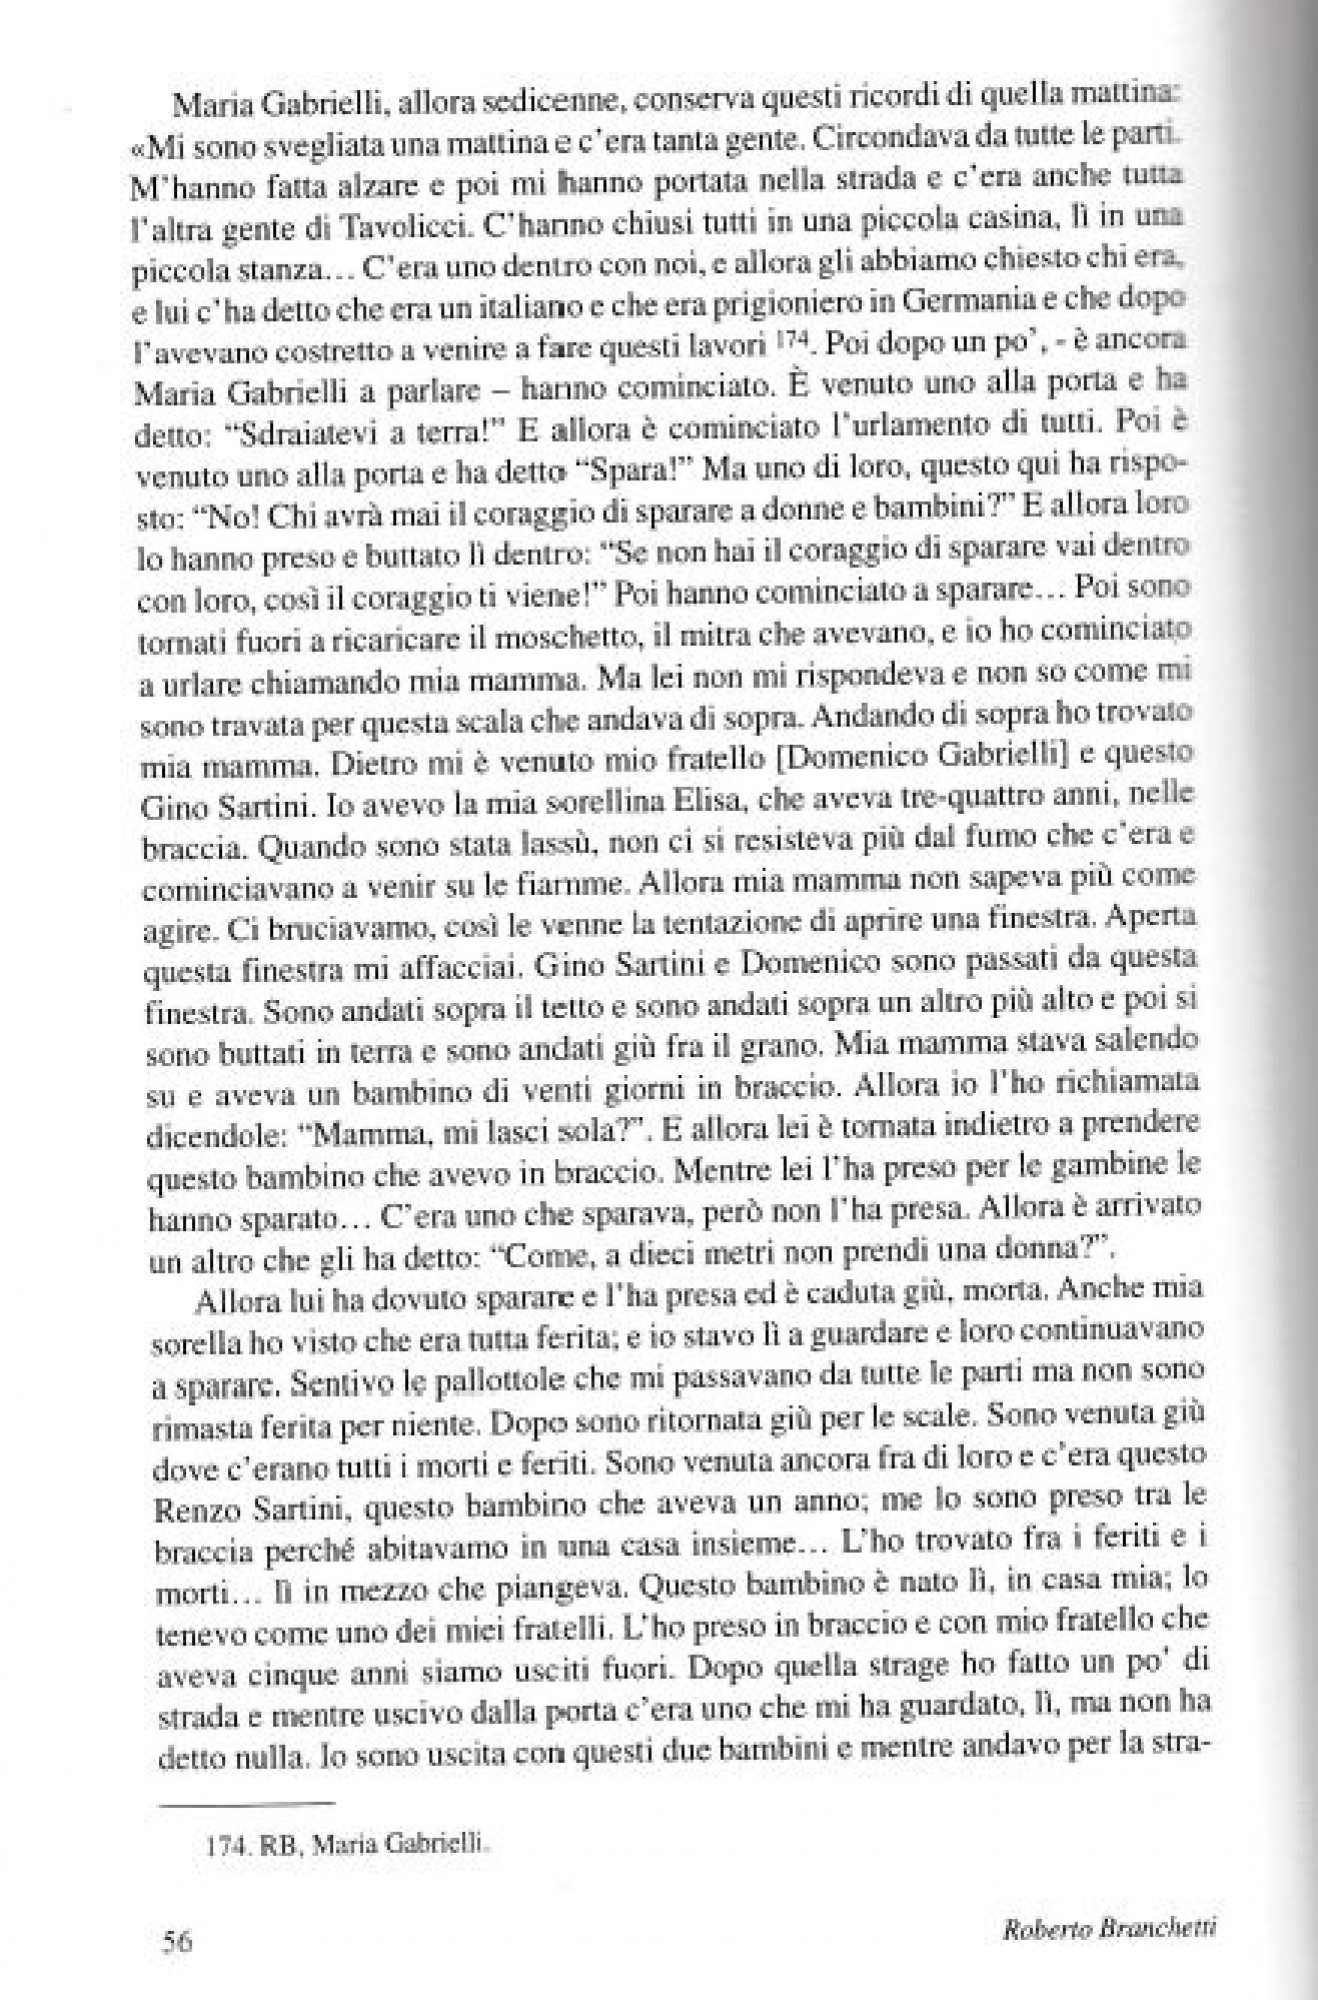 Maria Gabrielli, allora sedicenne, conserva questi ricordi di quella mattina:
«Mi sono svegliata una mattina e c'era tanta gente. Circondava da tutte le parti.
M'hanno fatta alzare e poi mi hanno portata nella strada e c'era anche tutta
l'altra gente di Tavolicci. C'hanno chiusi tutti in una piccola casina, lì in una
piccola stanza... C'era uno dentro con noi, e allora gli abbiamo chiesto chi era,
e lui c'ha detto che era un italiano e che era prigioniero in Germania e che dopo
l'avevano costretto a venire a fare questi lavori 174. Poi dopo un po', - è ancora
Maria Gabrielli a parlare – hanno cominciato. È venuto uno alla porta e ha
detto: “Sdraiatevi a terra!” E allora è cominciato l'urlamento di tutti. Poi è
venuto uno alla porta e ha detto “Spara!” Ma uno di loro, questo qui ha rispo-
sto: “No! Chi avrà mai il coraggio di sparare a donne e bambini?” E allora loro
lo hanno preso e buttato lì dentro: “Se non hai il coraggio di sparare vai dentro
con loro, così il coraggio ti viene!” Poi hanno cominciato a sparare... Poi sono
tornati fuori a ricaricare il moschetto, il mitra che avevano, e io ho cominciato
a urlare chiamando mia mamma. Ma lei non mi rispondeva e non so come mi
sono travata per questa scala che andava di sopra. Andando di sopra ho trovato
mia mamma. Dietro mi è venuto mio fratello [Domenico Gabrielli] e questo
Gino Sartini. Io avevo la mia sorellina Elisa, che aveva tre-quattro anni, nelle
braccia. Quando sono stata lassù, non ci si resisteva più dal fumo che c'era e
cominciavano a venir su le fiamme. Allora mia mamma non sapeva più come
agire. Ci bruciavamo, così le venne la tentazione di aprire una finestra. Aperta
questa finestra mi affacciai. Gino Sartini e Domenico sono passati da questa
finestra. Sono andati sopra il tetto e sono andati sopra un altro più alto e poi si
sono buttati in terra e sono andati giù fra il grano. Mia mamma stava salendo
su e aveva un bambino di venti giorni in braccio. Allora io l'ho richiamata
dicendole: “Mamma, mi lasci sola?”. E allora lei è tornata indietro a prendere
questo bambino che avevo in braccio. Mentre lei l'ha preso per le gambine le
hanno sparato... C'era uno che sparava, però non l'ha presa. Allora è arrivato
un altro che gli ha detto: “Come, a dieci metri non prendi una donna?”.
Allora lui ha dovuto sparare e l'ha presa ed è caduta giù, morta. Anche mia
sorella ho visto che era tutta ferita; e io stavo lì a guardare e loro continuavano
a sparare. Sentivo le pallottole che mi passavano da tutte le parti ma non sono
rimasta ferita per niente. Dopo sono ritornata giù per le scale. Sono venuta giù
dove c'erano tutti i morti e feriti. Sono venuta ancora fra di loro e c'era questo
Renzo Sartini, questo bambino che aveva un anno; me lo sono preso tra le
braccia perché abitavamo in una casa insieme... L'ho trovato fra i feriti e i
morti... lì in mezzo che piangeva. Questo bambino è nato lì, in casa mia; lo
tenevo come uno dei miei fratelli. L'ho preso in braccio e con mio fratello che
aveva cinque anni siamo usciti fuori. Dopo quella strage ho fatto un po' di
strada e mentre uscivo dalla porta c'era uno che mi ha guardato, lì, ma non ha
detto nulla. Io sono uscita con questi due bambini e mentre andavo per la stra-
174. RB, Maria Gabrielli.
56
Roberto Branchetti